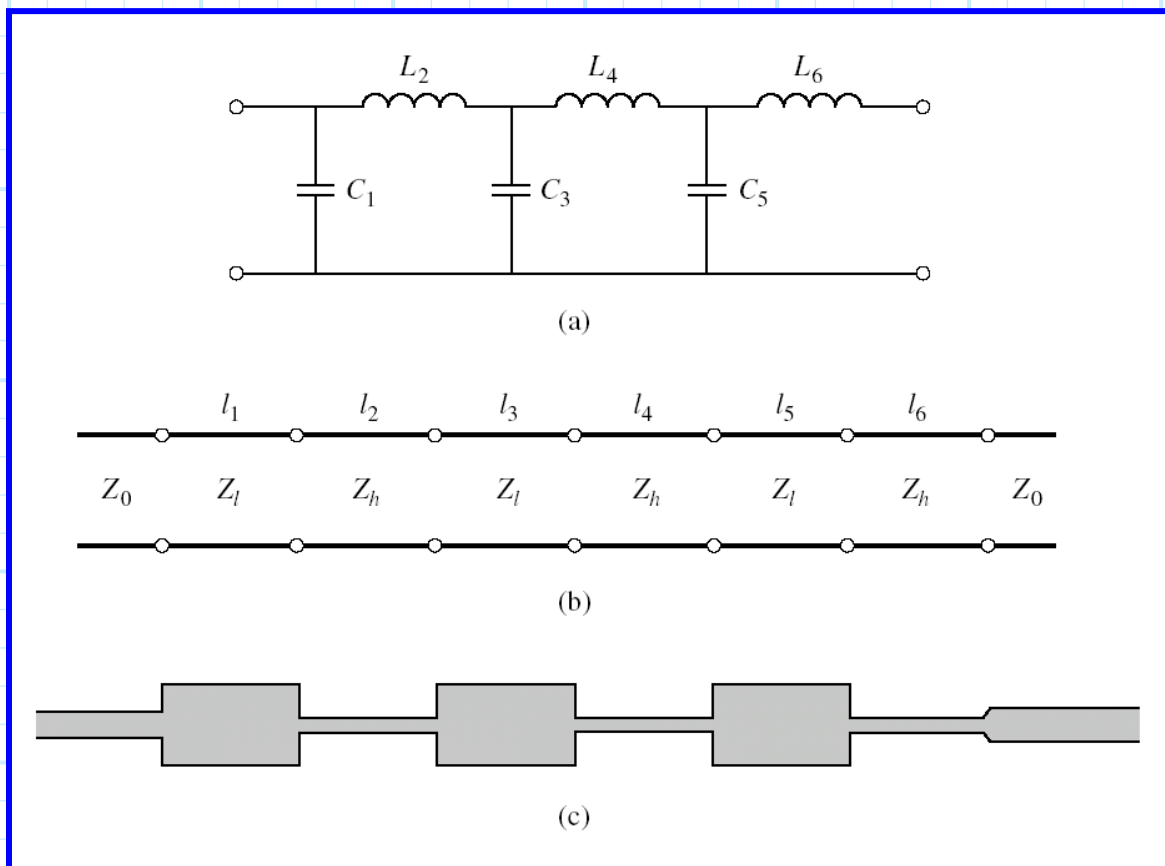 L₂ L₄ L₆
C₁ C₃ C₅
(a)
l₁ l₂ l₃ l₄ l₅ l₆
Z₀ Zₗ Zₕ Zₗ Zₕ Zₗ Zₕ Z₀
(b)
(c)